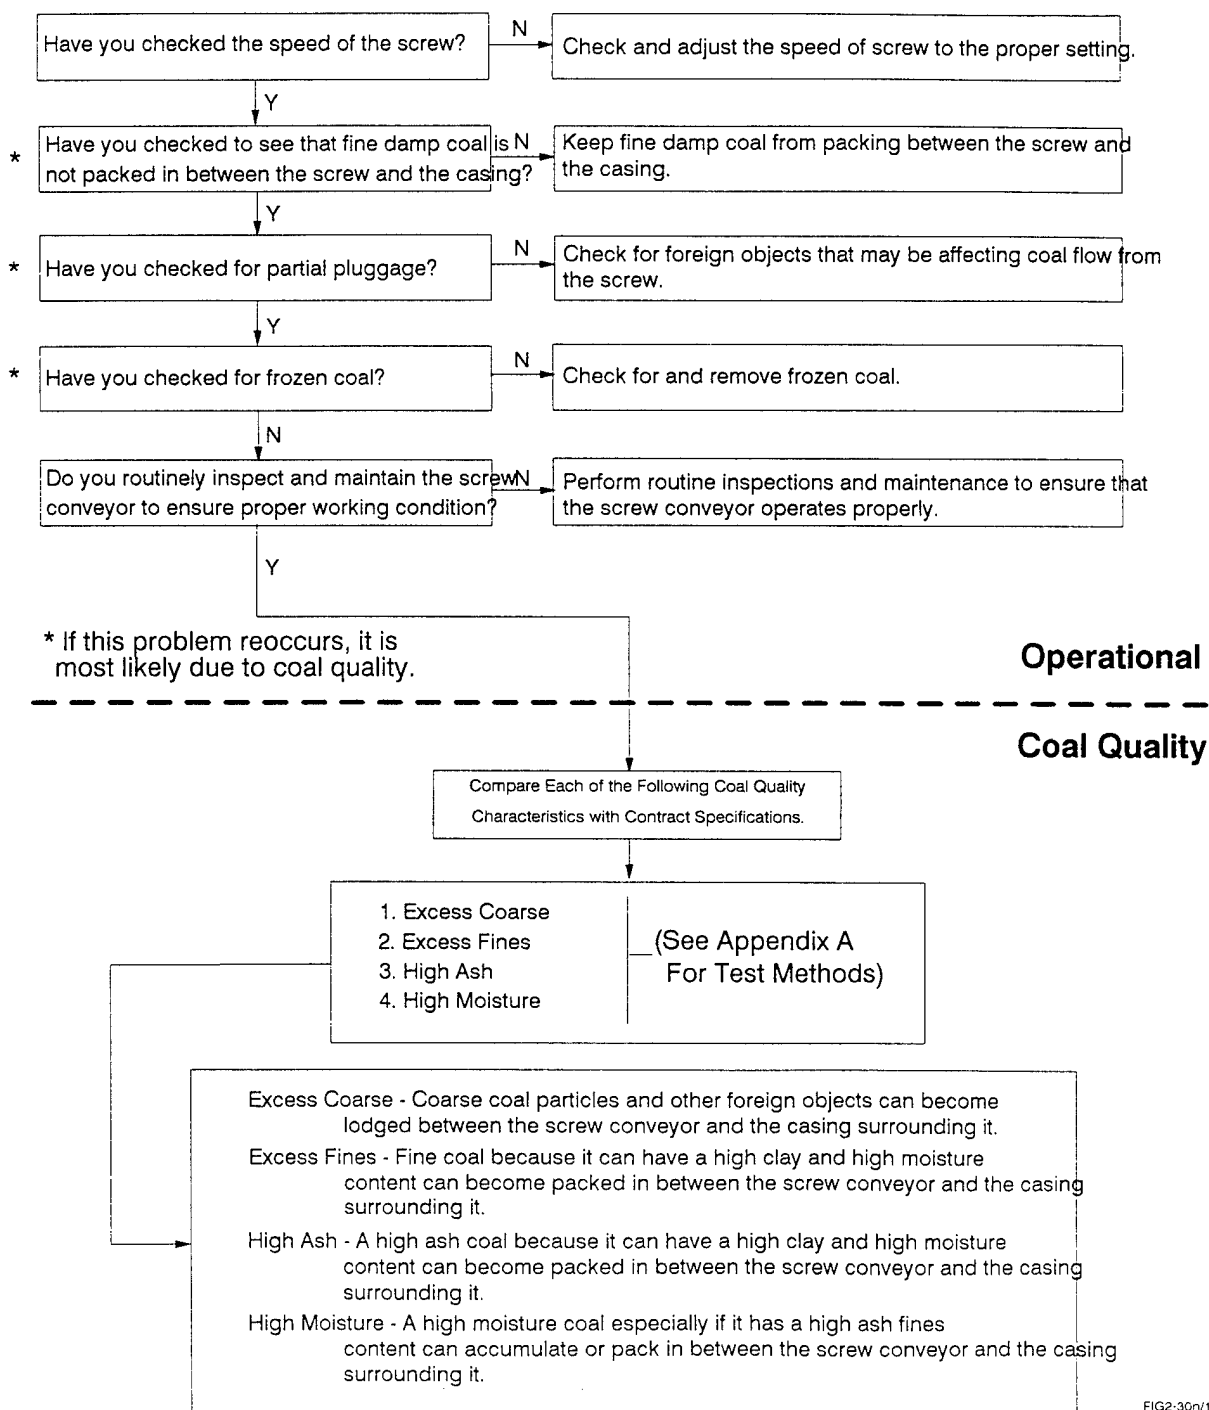 Have you checked the speed of the screw?
N
Check and adjust the speed of screw to the proper setting.
Y
*
Have you checked to see that fine damp coal is
not packed in between the screw and the casing?
N
Keep fine damp coal from packing between the screw and
the casing.
Y
*
Have you checked for partial pluggage?
N
Check for foreign objects that may be affecting coal flow from
the screw.
Y
*
Have you checked for frozen coal?
N
Check for and remove frozen coal.
N
Do you routinely inspect and maintain the screw
conveyor to ensure proper working condition?
N
Perform routine inspections and maintenance to ensure that
the screw conveyor operates properly.
Y
* If this problem reoccurs, it is
most likely due to coal quality.
Operational
Coal Quality
Compare Each of the Following Coal Quality
Characteristics with Contract Specifications.
1. Excess Coarse
2. Excess Fines
3. High Ash
4. High Moisture
(See Appendix A
For Test Methods)
Excess Coarse - Coarse coal particles and other foreign objects can become
lodged between the screw conveyor and the casing surrounding it.
Excess Fines - Fine coal because it can have a high clay and high moisture
content can become packed in between the screw conveyor and the casing
surrounding it.
High Ash - A high ash coal because it can have a high clay and high moisture
content can become packed in between the screw conveyor and the casing
surrounding it.
High Moisture - A high moisture coal especially if it has a high ash fines
content can accumulate or pack in between the screw conveyor and the casing
surrounding it.
FIG2-30n/1